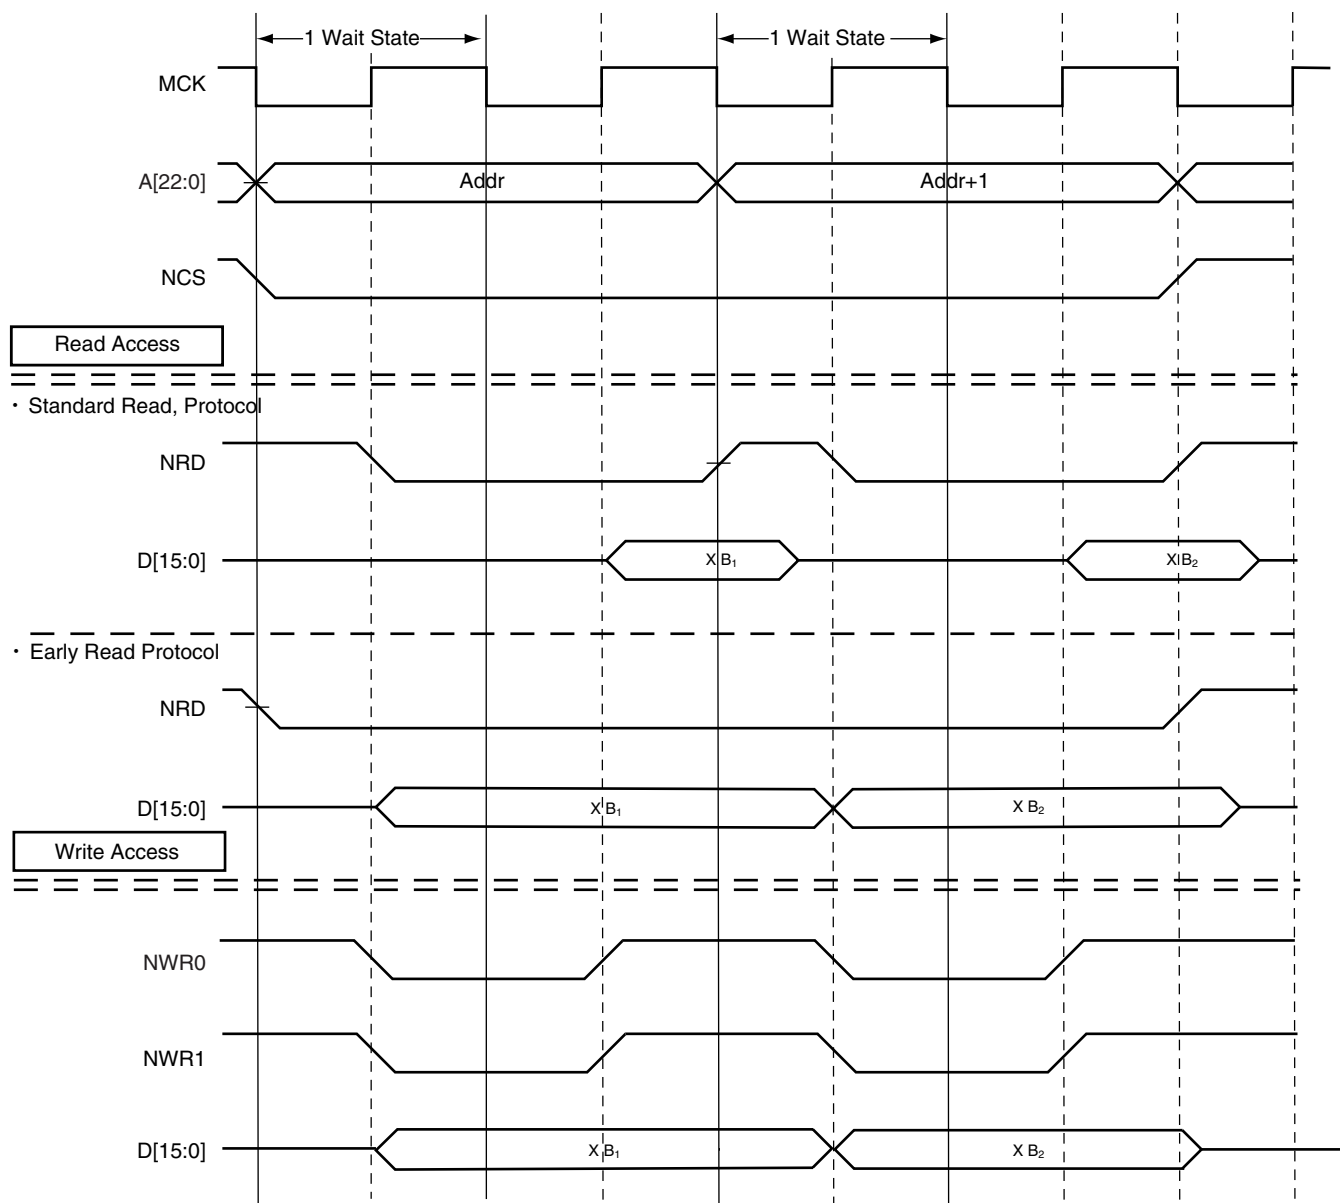 1 Wait State 1 Wait State
MCK
A[22:0] Addr Addr+1
NCS
Read Access
· Standard Read, Protocol
NRD
D[15:0] X B₁ X B₂
· Early Read Protocol
NRD
D[15:0] X B₁ X B₂
Write Access
NWR0
NWR1
D[15:0] X B₁ X B₂